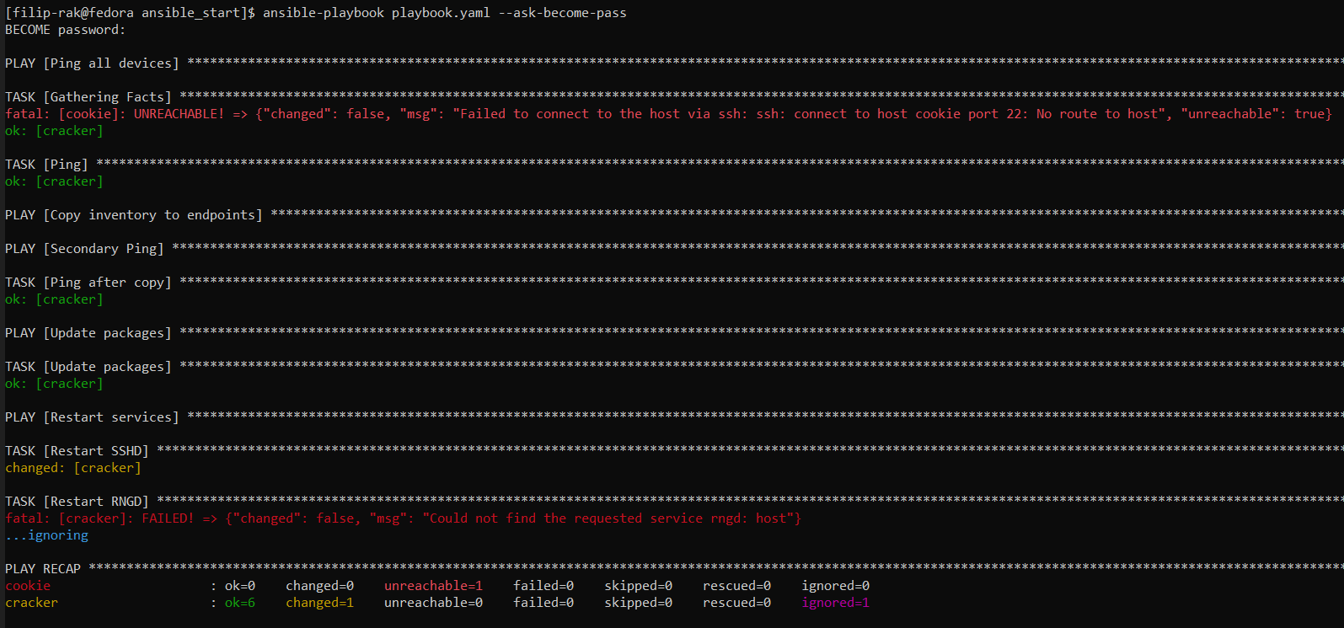 [filip-rak@fedora ansible_start]$ ansible-playbook playbook.yaml --ask-become-pass
BECOME password:
PLAY [Ping all devices] ****************************************************************************************************************************************************
TASK [Gathering Facts] *****************************************************************************************************************************************************
fatal: [cookie]: UNREACHABLE! => {"changed": false, "msg": "Failed to connect to the host via ssh: ssh: connect to host cookie port 22: No route to host", "unreachable": true}
ok: [cracker]
TASK [Ping] ****************************************************************************************************************************************************************
ok: [cracker]
PLAY [Copy inventory to endpoints] *****************************************************************************************************************************************
PLAY [Secondary Ping] ******************************************************************************************************************************************************
TASK [Ping after copy] *****************************************************************************************************************************************************
ok: [cracker]
PLAY [Update packages] *****************************************************************************************************************************************************
TASK [Update packages] *****************************************************************************************************************************************************
ok: [cracker]
PLAY [Restart services] ****************************************************************************************************************************************************
TASK [Restart SSHD] ********************************************************************************************************************************************************
changed: [cracker]
TASK [Restart RNGD] ********************************************************************************************************************************************************
fatal: [cracker]: FAILED! => {"changed": false, "msg": "Could not find the requested service rngd: host"}
...ignoring
PLAY RECAP *****************************************************************************************************************************************************************
cookie                     : ok=0    changed=0    unreachable=1    failed=0    skipped=0    rescued=0    ignored=0
cracker                    : ok=6    changed=1    unreachable=0    failed=0    skipped=0    rescued=0    ignored=1